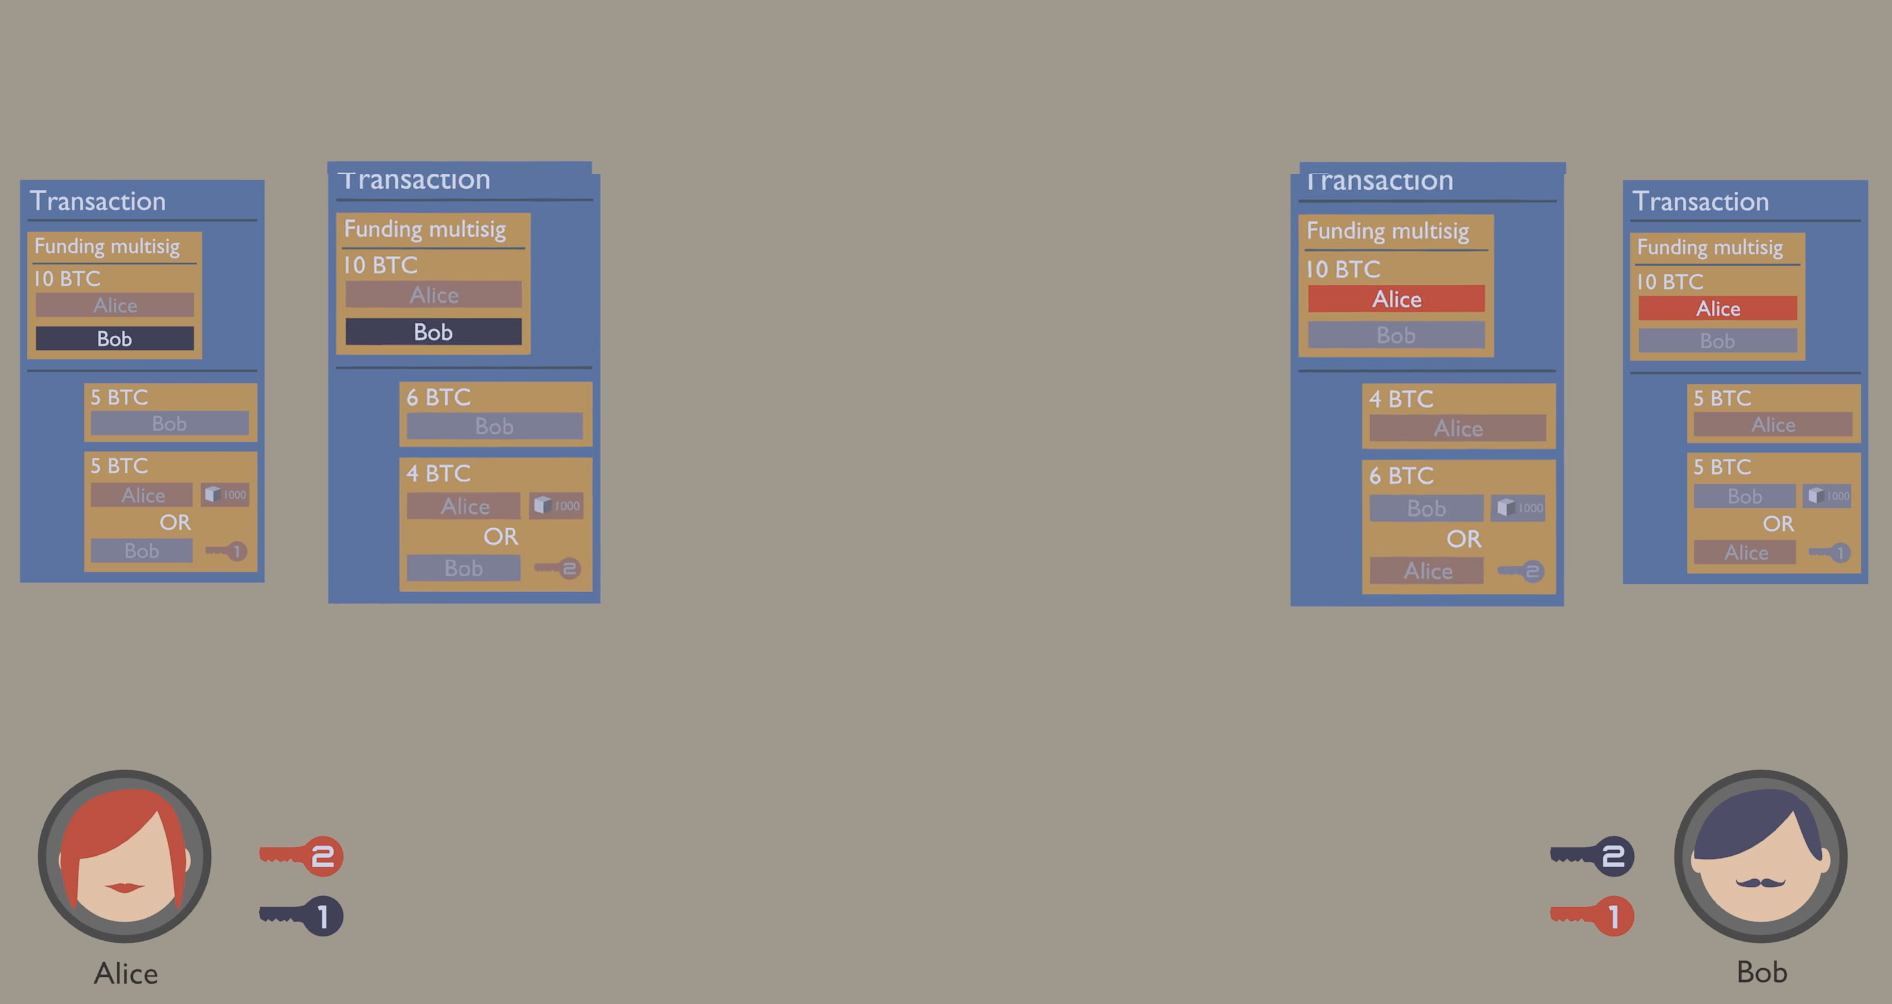 Transaction
Funding multisig
10 BTC
Alice
Bob
5 BTC
Bob
5 BTC
Alice 1000
OR
Bob 1
Transaction
Funding multisig
10 BTC
Alice
Bob
6 BTC
Bob
4 BTC
Alice 1000
OR
Bob 2
Transaction
Funding multisig
10 BTC
Alice
Bob
4 BTC
Alice
6 BTC
Bob 1000
OR
Alice 2
Transaction
Funding multisig
10 BTC
Alice
Bob
5 BTC
Alice
5 BTC
Bob 1000
OR
Alice 1
2
1
Alice
2
1
Bob